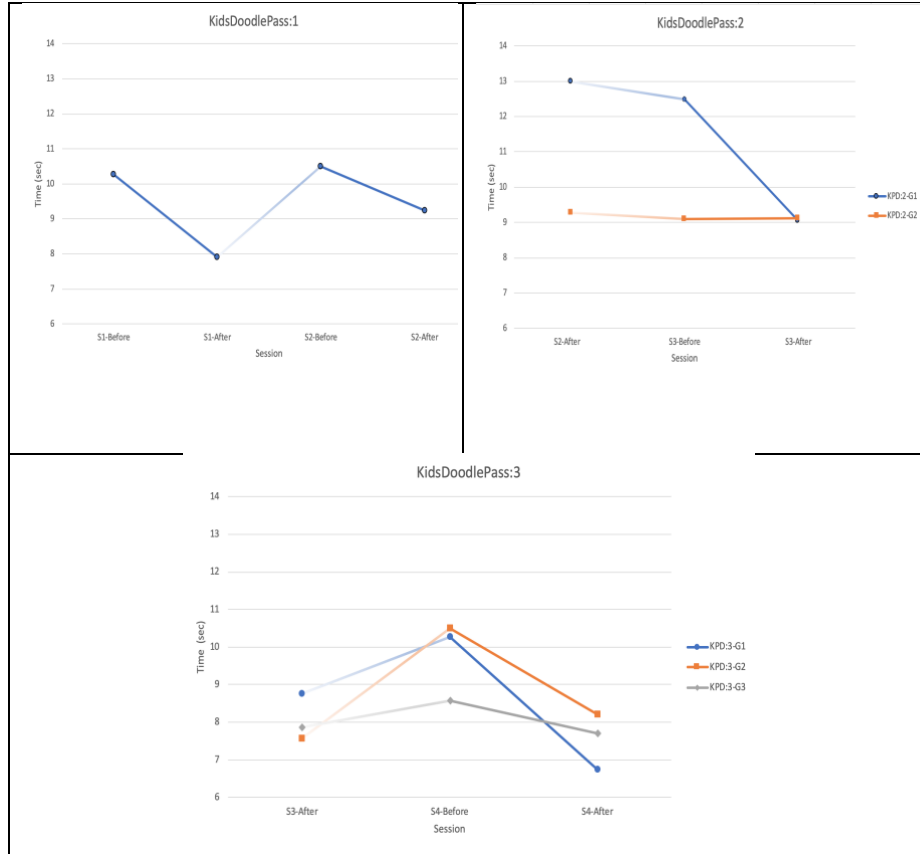 KidsDoodlePass:1
14
13
12
11
10
9
8
7
6
Time (sec)
S1-Before S1-After S2-Before S2-After
Session
KidsDoodlePass:2
14
13
12
11
10
9
8
7
6
Time (sec)
S2-After S3-Before S3-After
Session
KPD:2-G1
KPD:2-G2
KidsDoodlePass:3
14
13
12
11
10
9
8
7
6
Time (sec)
S3-After S4-Before S4-After
Session
KPD:3-G1
KPD:3-G2
KPD:3-G3